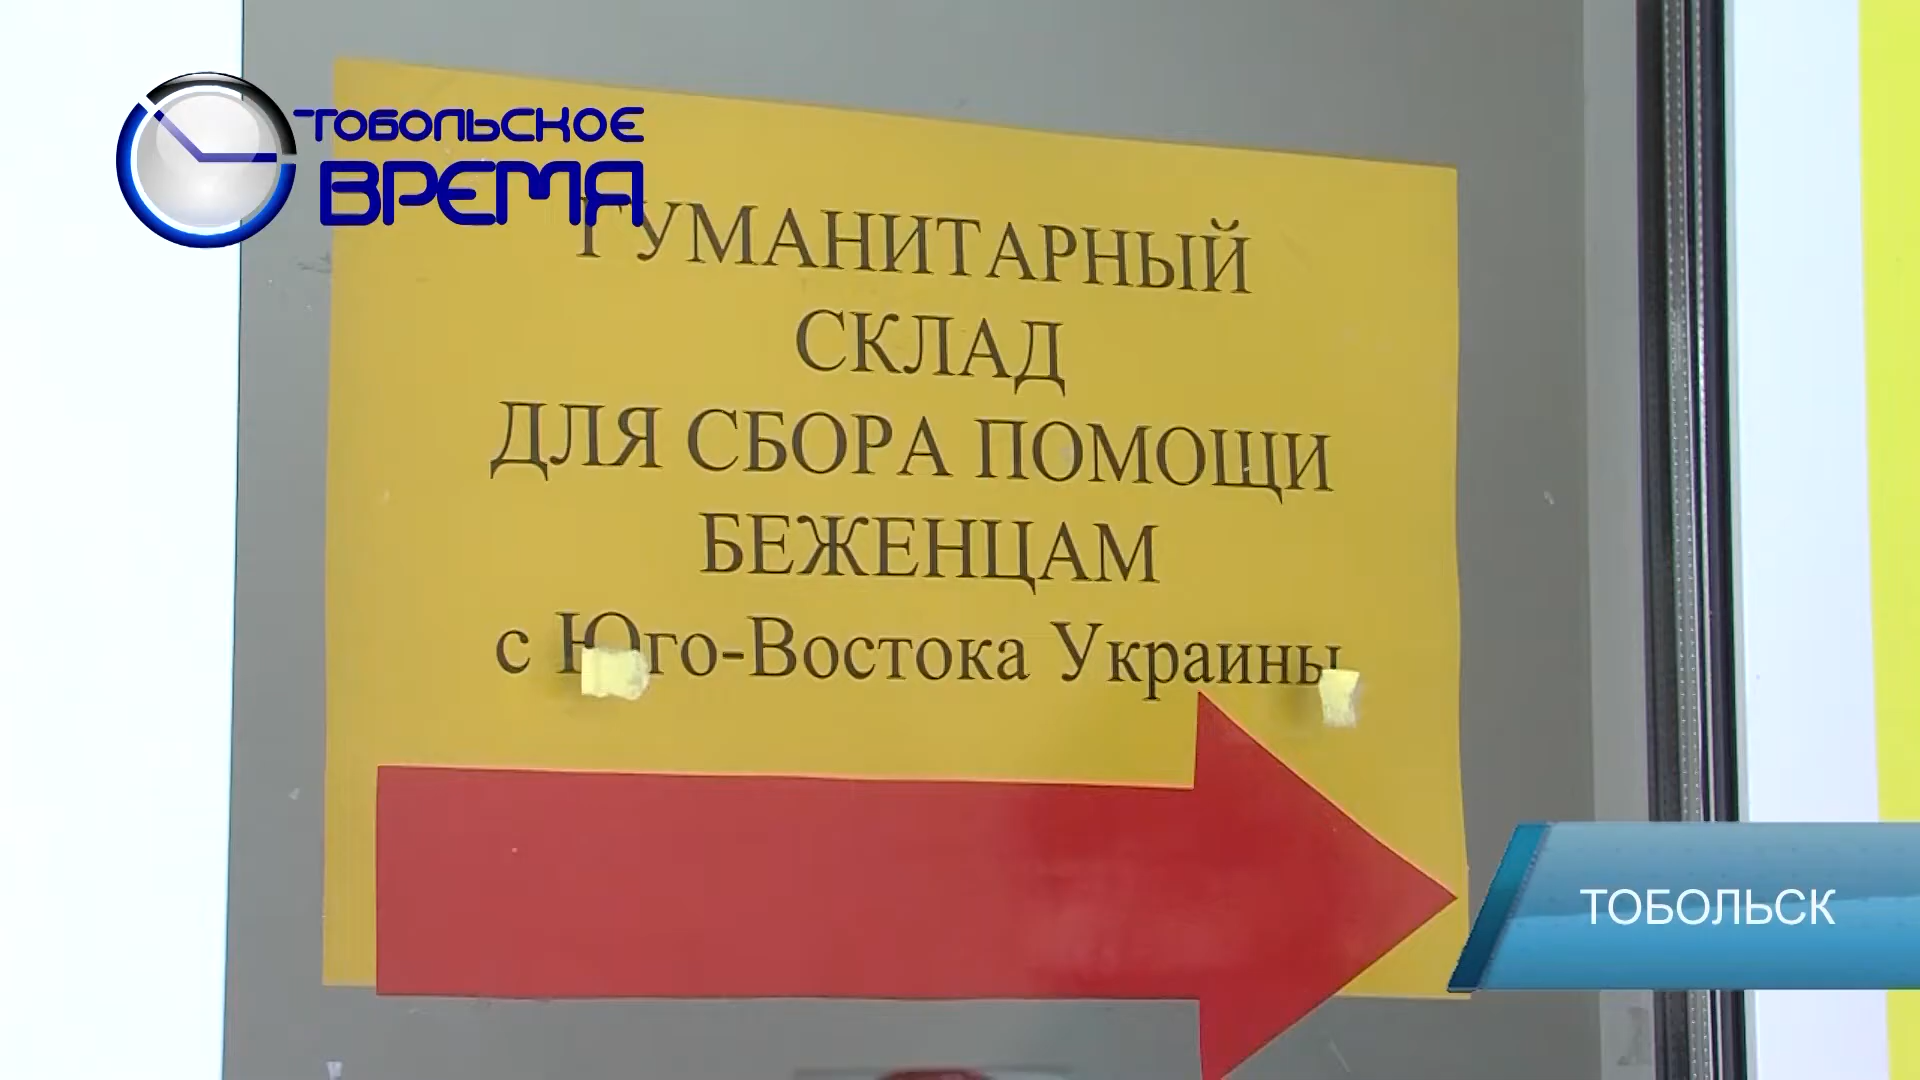 ТОБОЛЬСКОЕ
ВРЕМЯ
ГУМАНИТАРНЫЙ
СКЛАД
ДЛЯ СБОРА ПОМОЩИ
БЕЖЕНЦАМ
с Юго-Востока Украины
ТОБОЛЬСК